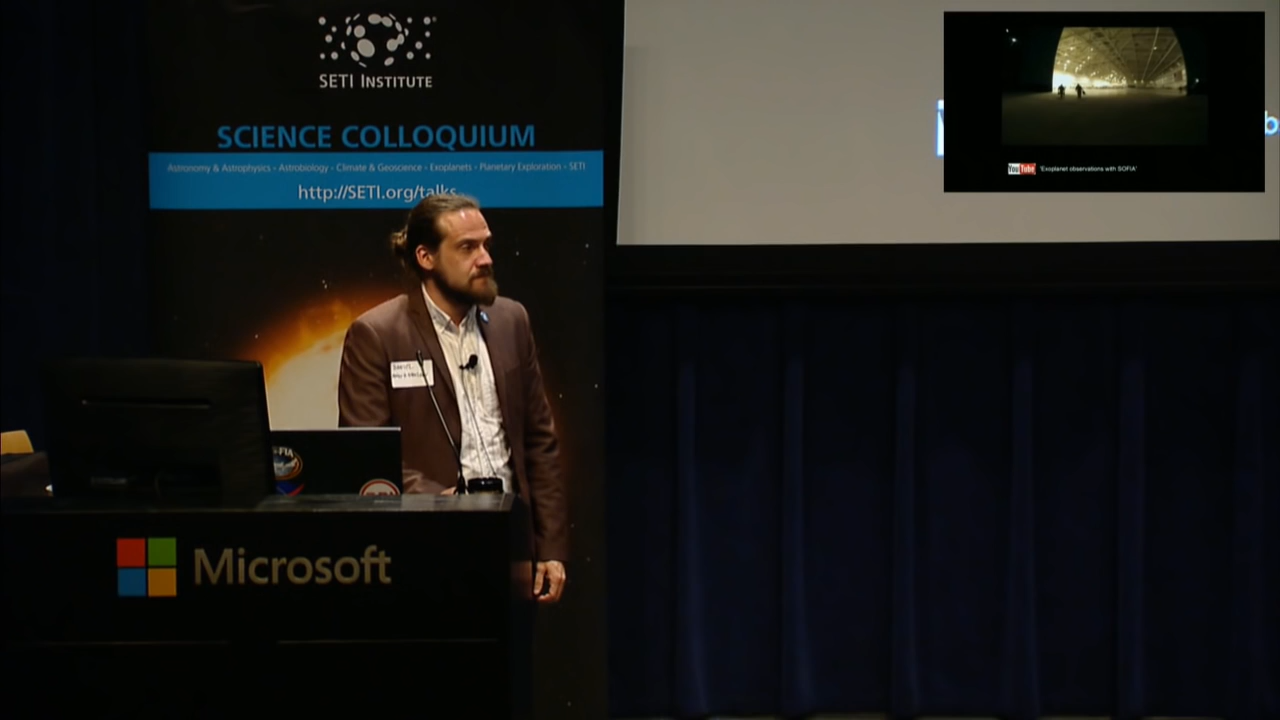 SETI INSTITUTE
SCIENCE COLLOQUIUM
Astronomy & Astrophysics - Astrobiology - Climate & Geoscience - Exoplanets - Planetary Exploration - SETI
http://SETI.org/talks
YouTube 'Exoplanet observations with SOFIA'
Microsoft